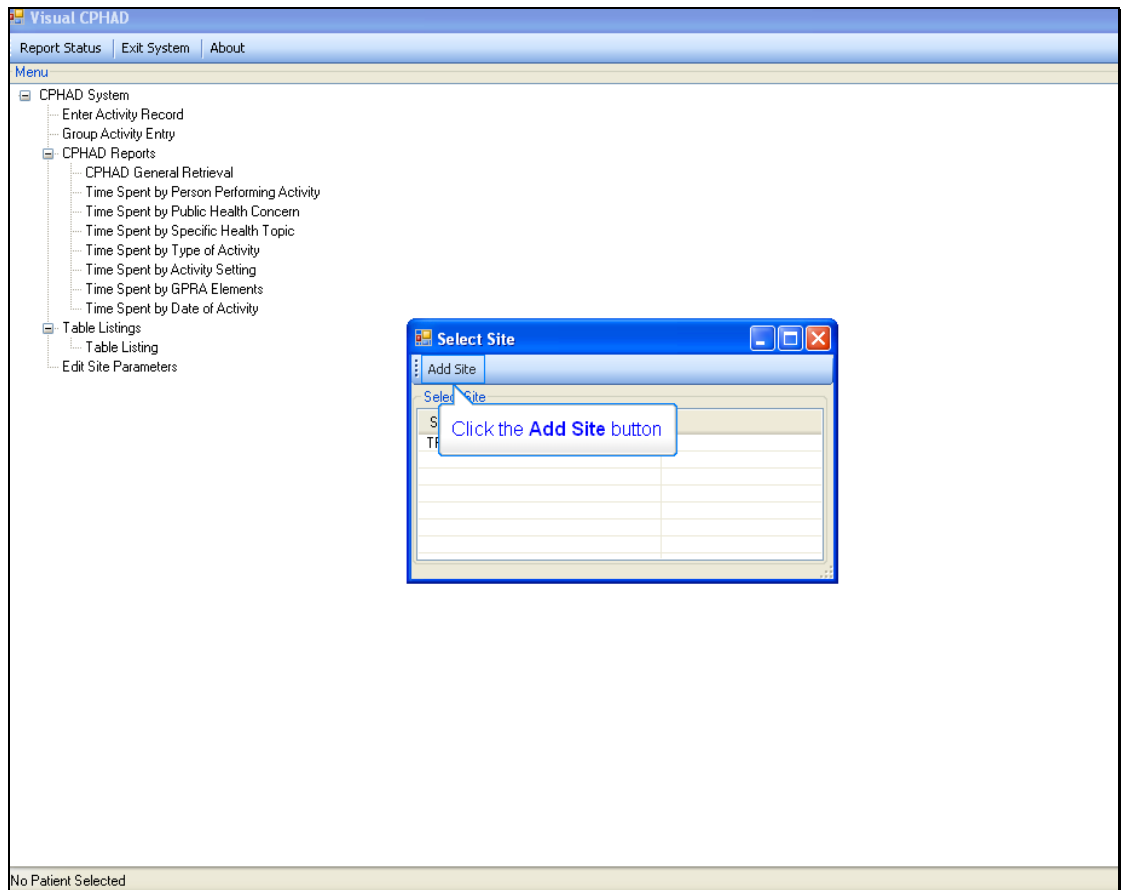 Visual CPHAD
Report Status Exit System About
Menu
CPHAD System
Enter Activity Record
Group Activity Entry
CPHAD Reports
CPHAD General Retrieval
Time Spent by Person Performing Activity
Time Spent by Public Health Concern
Time Spent by Specific Health Topic
Time Spent by Type of Activity
Time Spent by Activity Setting
Time Spent by GPRA Elements
Time Spent by Date of Activity
Table Listings
Table Listing
Edit Site Parameters
Select Site
Add Site
Select Site
Click the Add Site button
No Patient Selected